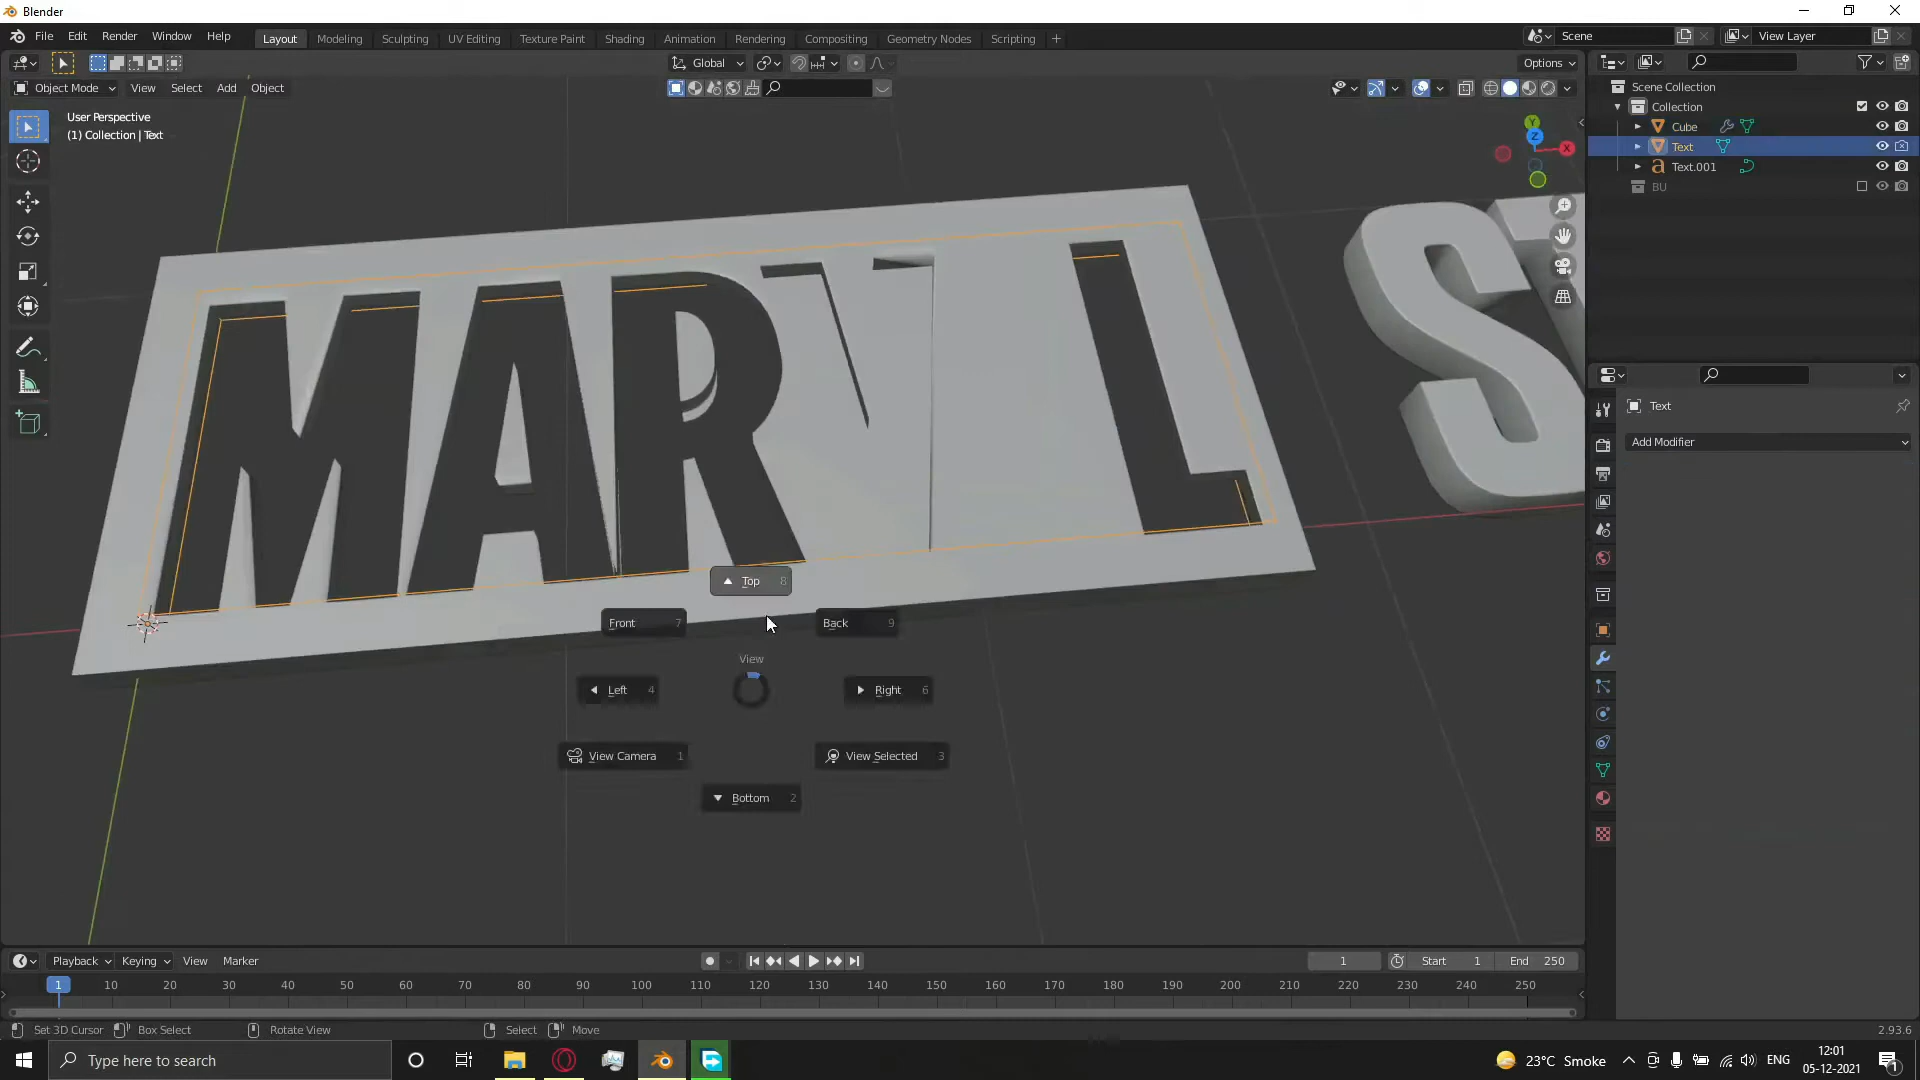 Blender
File Edit Render Window Help
Layout Modeling Sculpting UV Editing Texture Paint Shading Animation Rendering Compositing Geometry Nodes Scripting +
Scene
View Layer
Global
Options
Object Mode View Select Add Object
User Perspective
(1) Collection | Text
Y
Z
X
Scene Collection
Collection
Cube
Text
Text.001
BU
MARV L
S
Text
Add Modifier
Top 8
Front 7
Back 9
View
Left 4
Right 6
View Camera 1
View Selected 3
Bottom 2
Playback Keying View Marker
1
Start 1
End 250
1 10 20 30 40 50 60 70 80 90 100 110 120 130 140 150 160 170 180 190 200 210 220 230 240 250
Set 3D Cursor Box Select Rotate View Select Move
2.93.6
Type here to search
23°C Smoke
ENG
12:01
05-12-2021
1